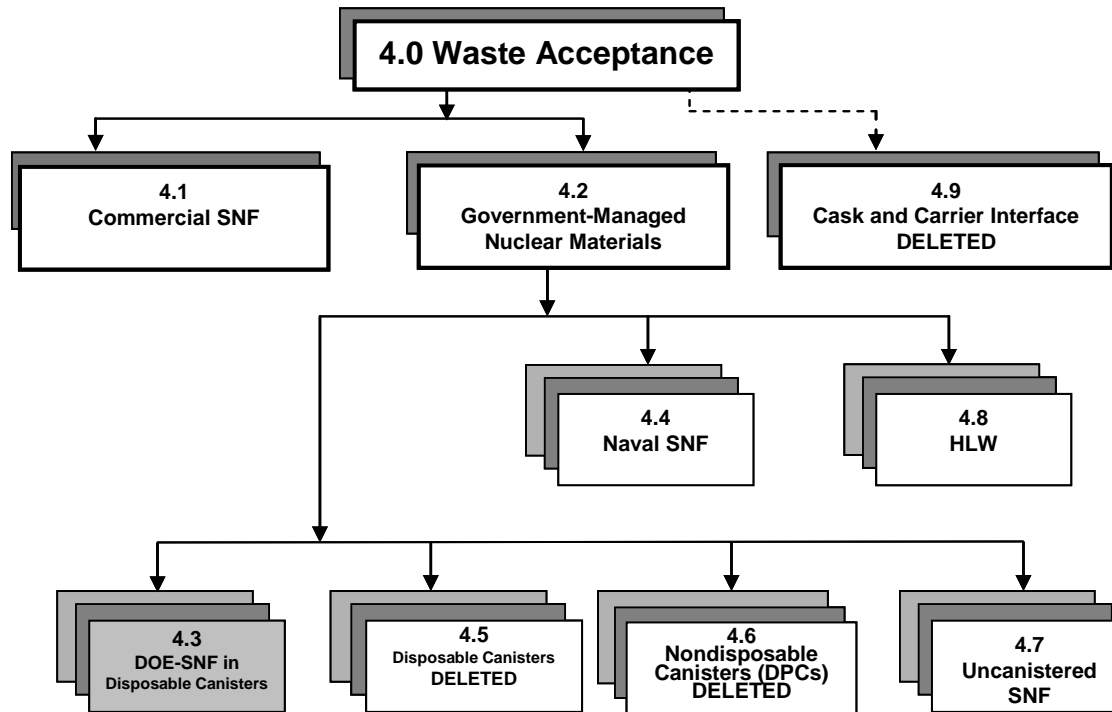 4.0 Waste Acceptance
4.1
Commercial SNF
4.2
Government-Managed
Nuclear Materials
4.9
Cask and Carrier Interface
DELETED
4.4
Naval SNF
4.8
HLW
4.3
DOE-SNF in
Disposable Canisters
4.5
Disposable Canisters
DELETED
4.6
Nondisposable
Canisters (DPCs)
DELETED
4.7
Uncanistered
SNF